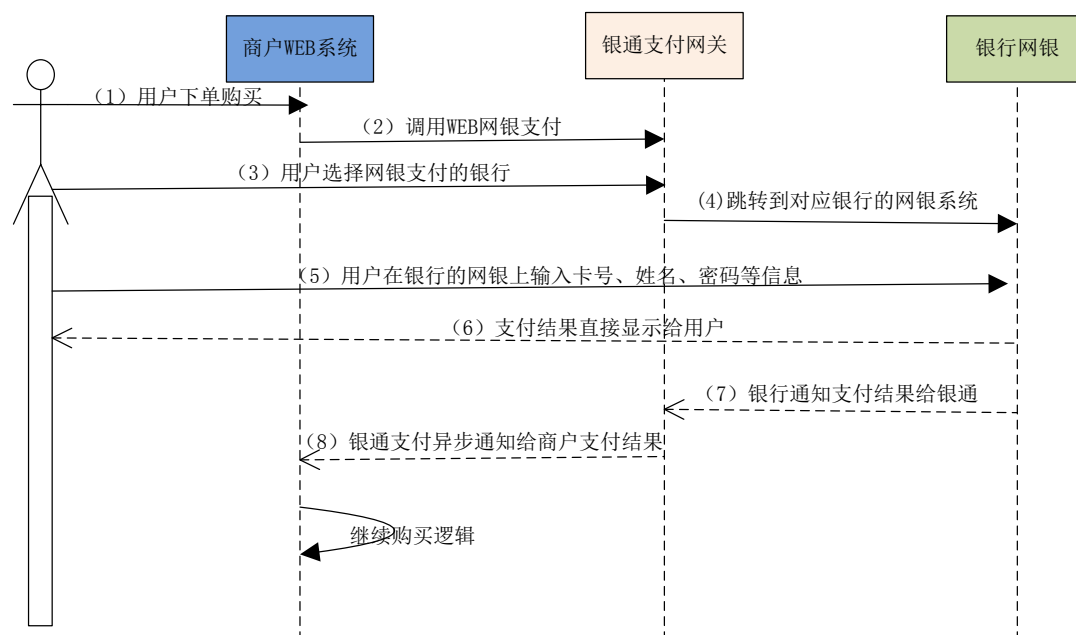 商户WEB系统
银通支付网关
银行网银
（1）用户下单购买
（2）调用WEB网银支付
（3）用户选择网银支付的银行
(4)跳转到对应银行的网银系统
（5）用户在银行的网银上输入卡号、姓名、密码等信息
（6）支付结果直接显示给用户
（7）银行通知支付结果给银通
（8）银通支付异步通知给商户支付结果
继续购买逻辑